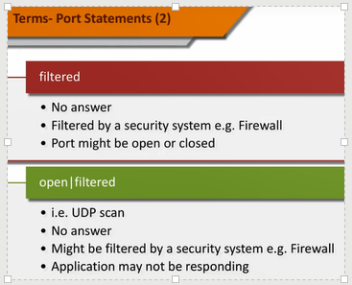 Terms- Port Statements (2)
filtered
• No answer
• Filtered by a security system e.g. Firewall
• Port might be open or closed
open|filtered
• i.e. UDP scan
• No answer
• Might be filtered by a security system e.g. Firewall
• Application may not be responding